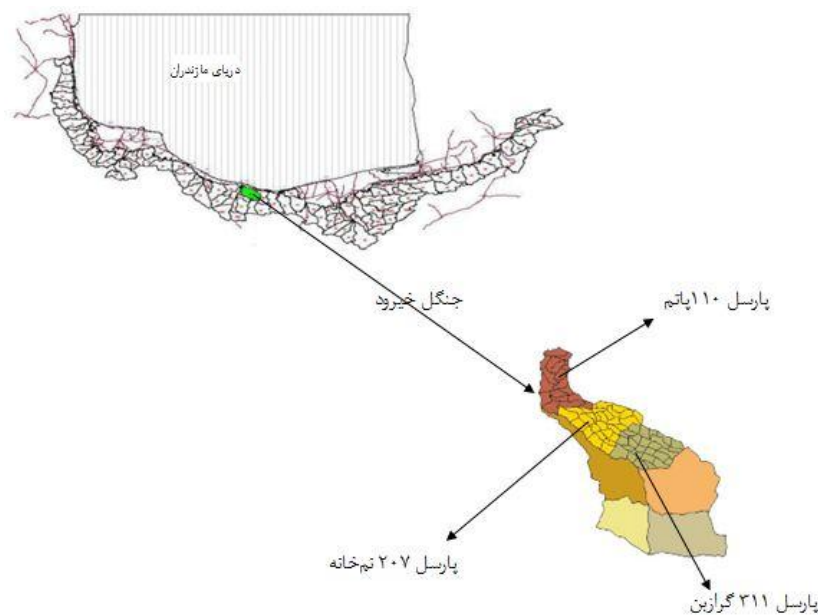 دریای مازندران
جنگل خیرود
پارسل ۱۱۰پاتم
پارسل ۲۰۷ نم‌خانه
پارسل ۳۱۱ گرازبن